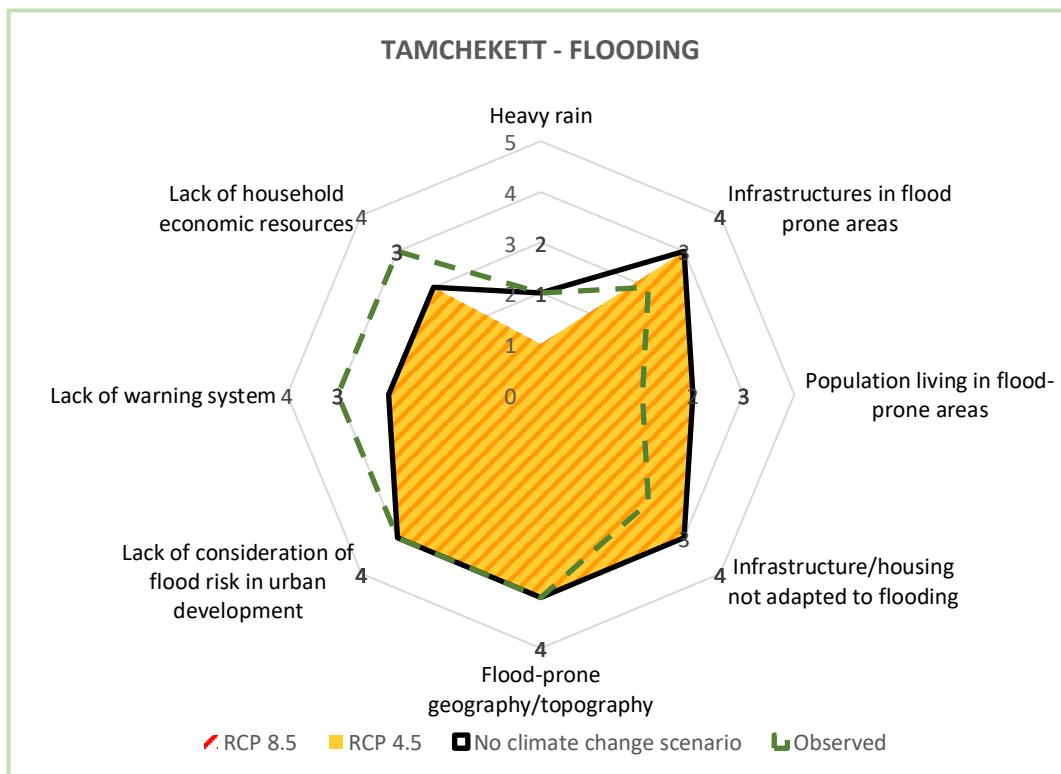 TAMCHEKETT - FLOODING
Heavy rain
5
4
3
2
2
1
1
0
Lack of household
economic resources
4
3
Infrastructures in flood
prone areas
4
3
Lack of warning system
4
3
2
3
Population living in flood-
prone areas
Lack of consideration of
flood risk in urban
development
4
3
4
Infrastructure/housing
not adapted to flooding
4
Flood-prone
geography/topography
RCP 8.5 RCP 4.5 No climate change scenario Observed